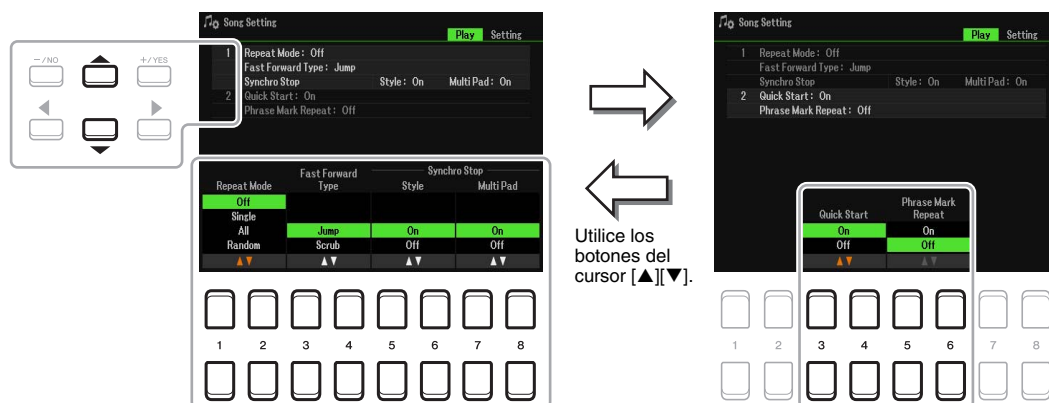 Song Setting
Play Setting
1 Repeat Mode: Off
Fast Forward Type: Jump
Synchro Stop Style: On Multi Pad: On
2 Quick Start: On
Phrase Mark Repeat: Off
-/NO +/YES
Synchro Stop
Repeat Mode Fast Forward Type Style Multi Pad
Off
Single
All Jump On On
Random Scrub Off Off
1 2 3 4 5 6 7 8
Utilice los
botones del
cursor [▲][▼].
Song Setting
Play Setting
1 Repeat Mode: Off
Fast Forward Type: Jump
Synchro Stop Style: On Multi Pad: On
2 Quick Start: On
Phrase Mark Repeat: Off
Phrase Mark
Quick Start Repeat
On On
Off Off
1 2 3 4 5 6 7 8